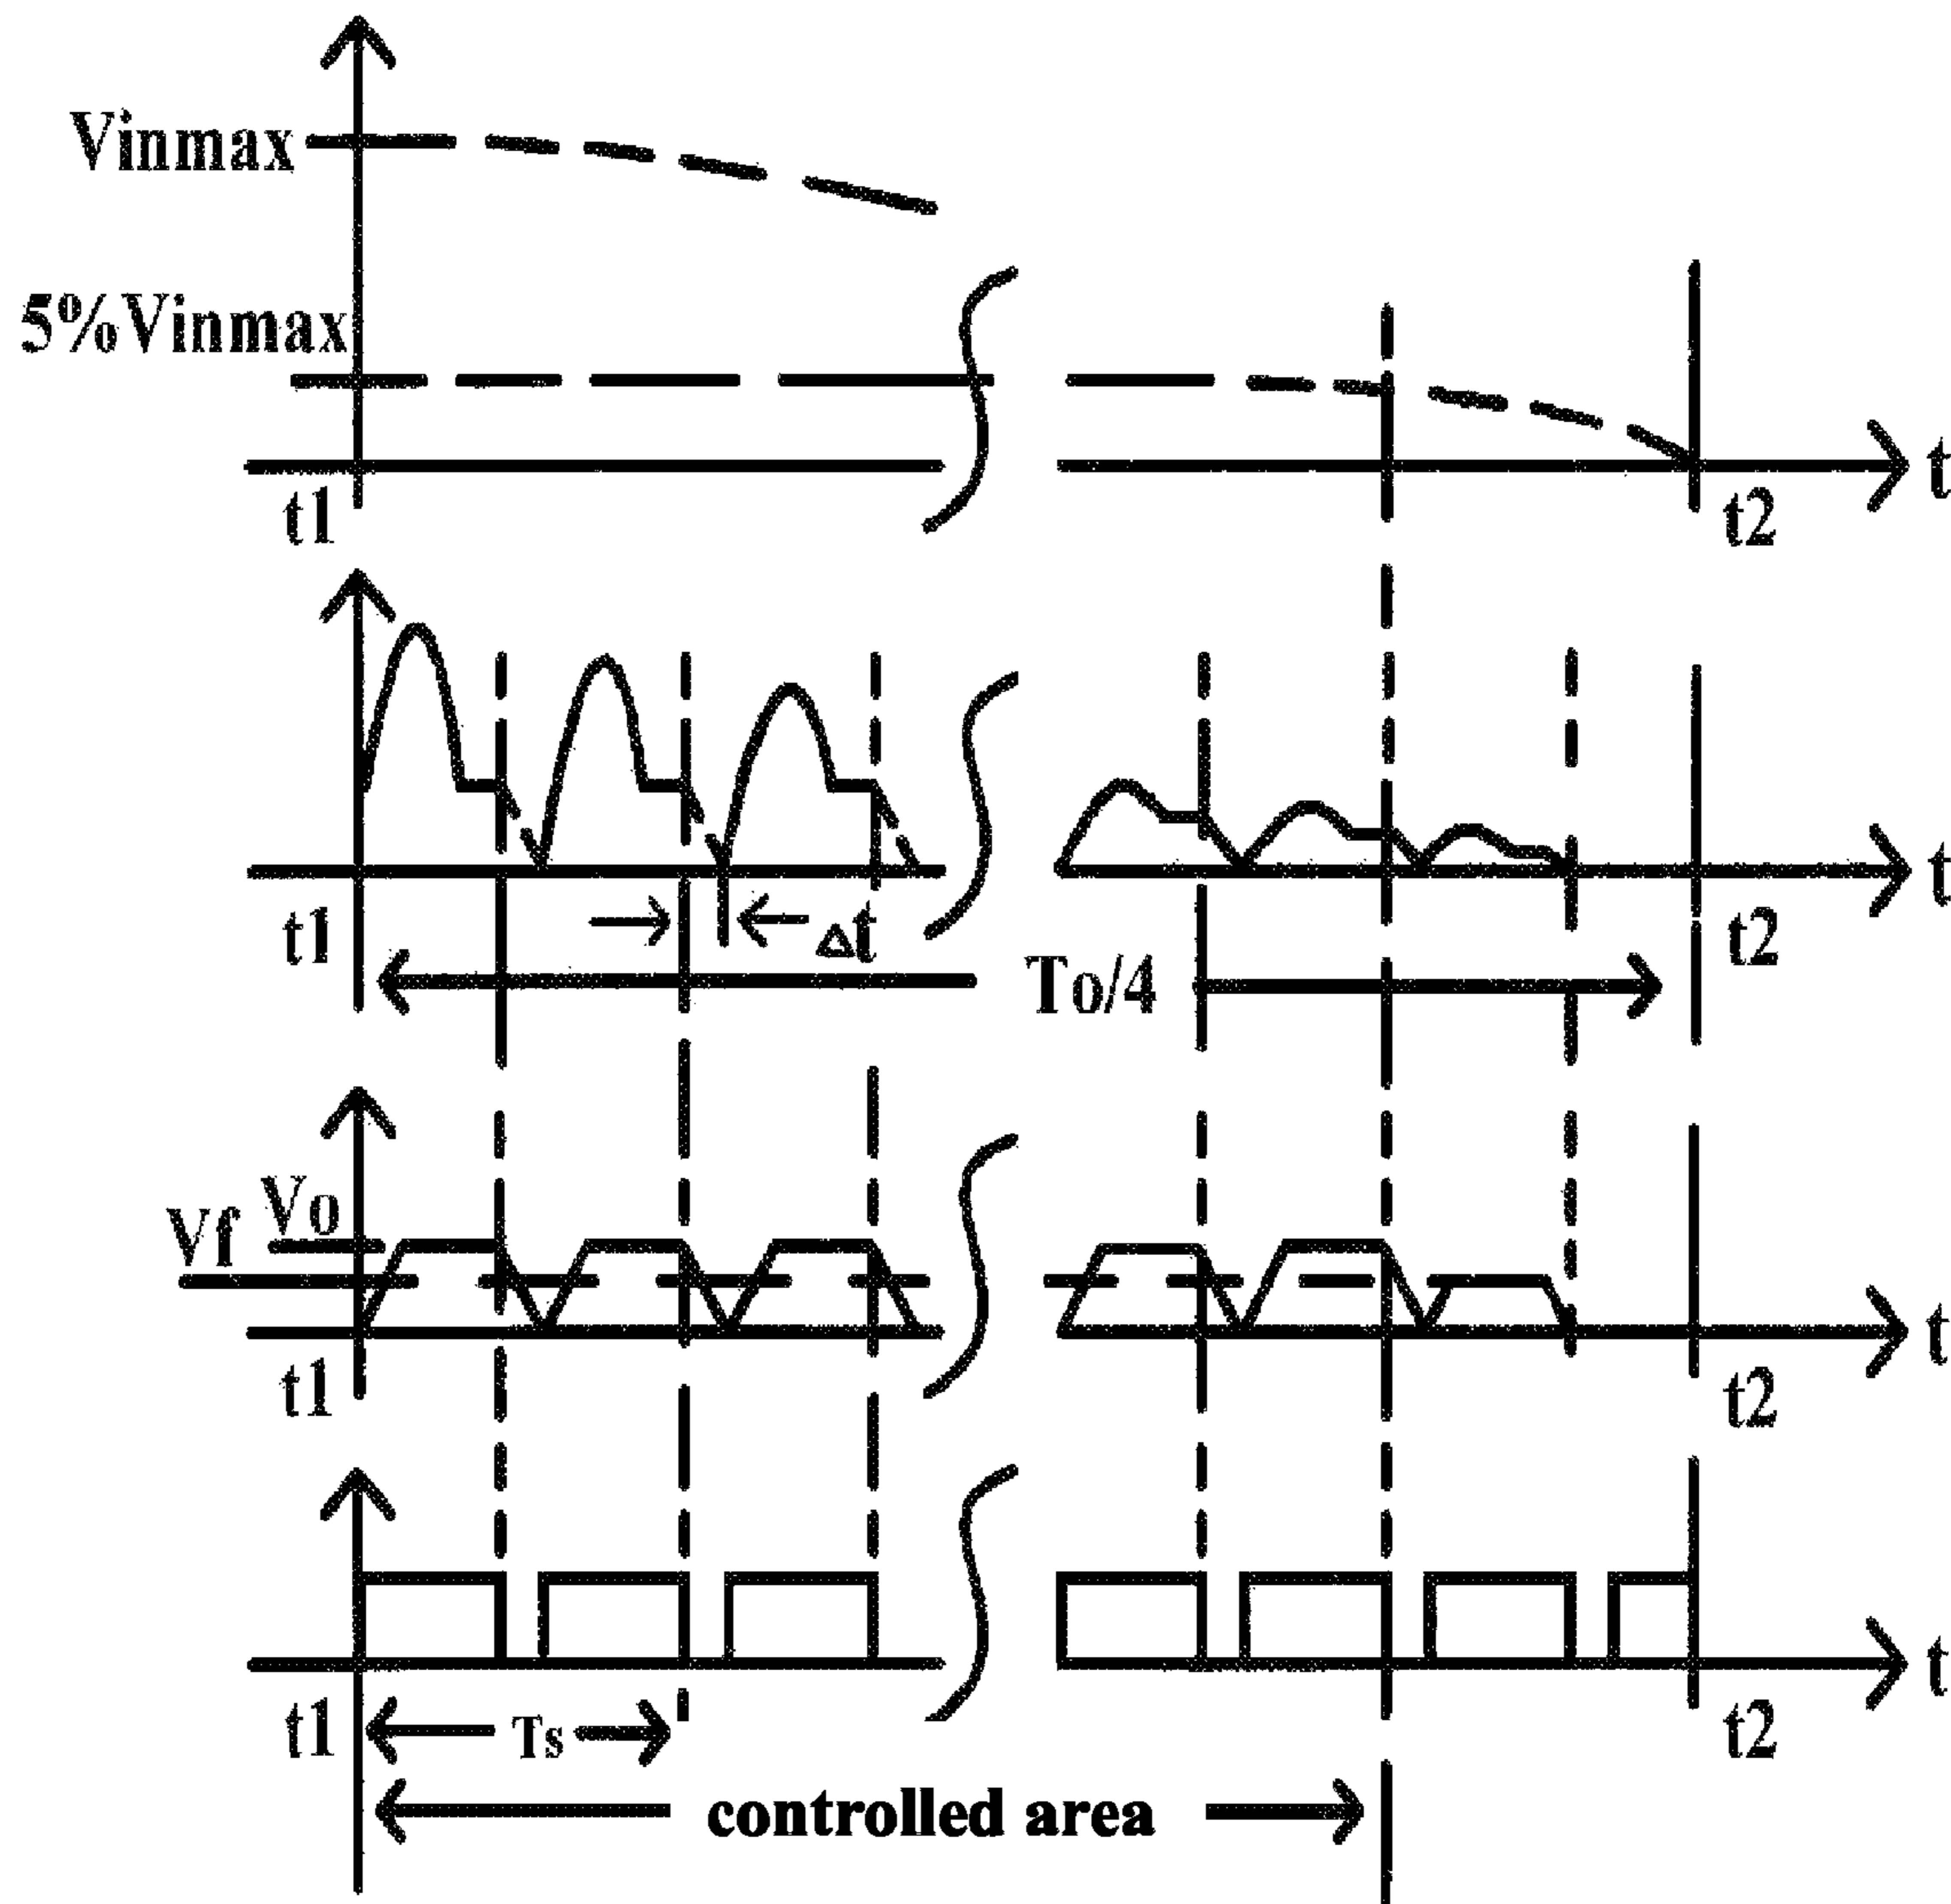 Vinmax
5%Vinmax
t
t1
t2
t
t1
Δt
t2
To/4
Vo
Vf
t
t1
t2
t
t1
Ts
t2
controlled area